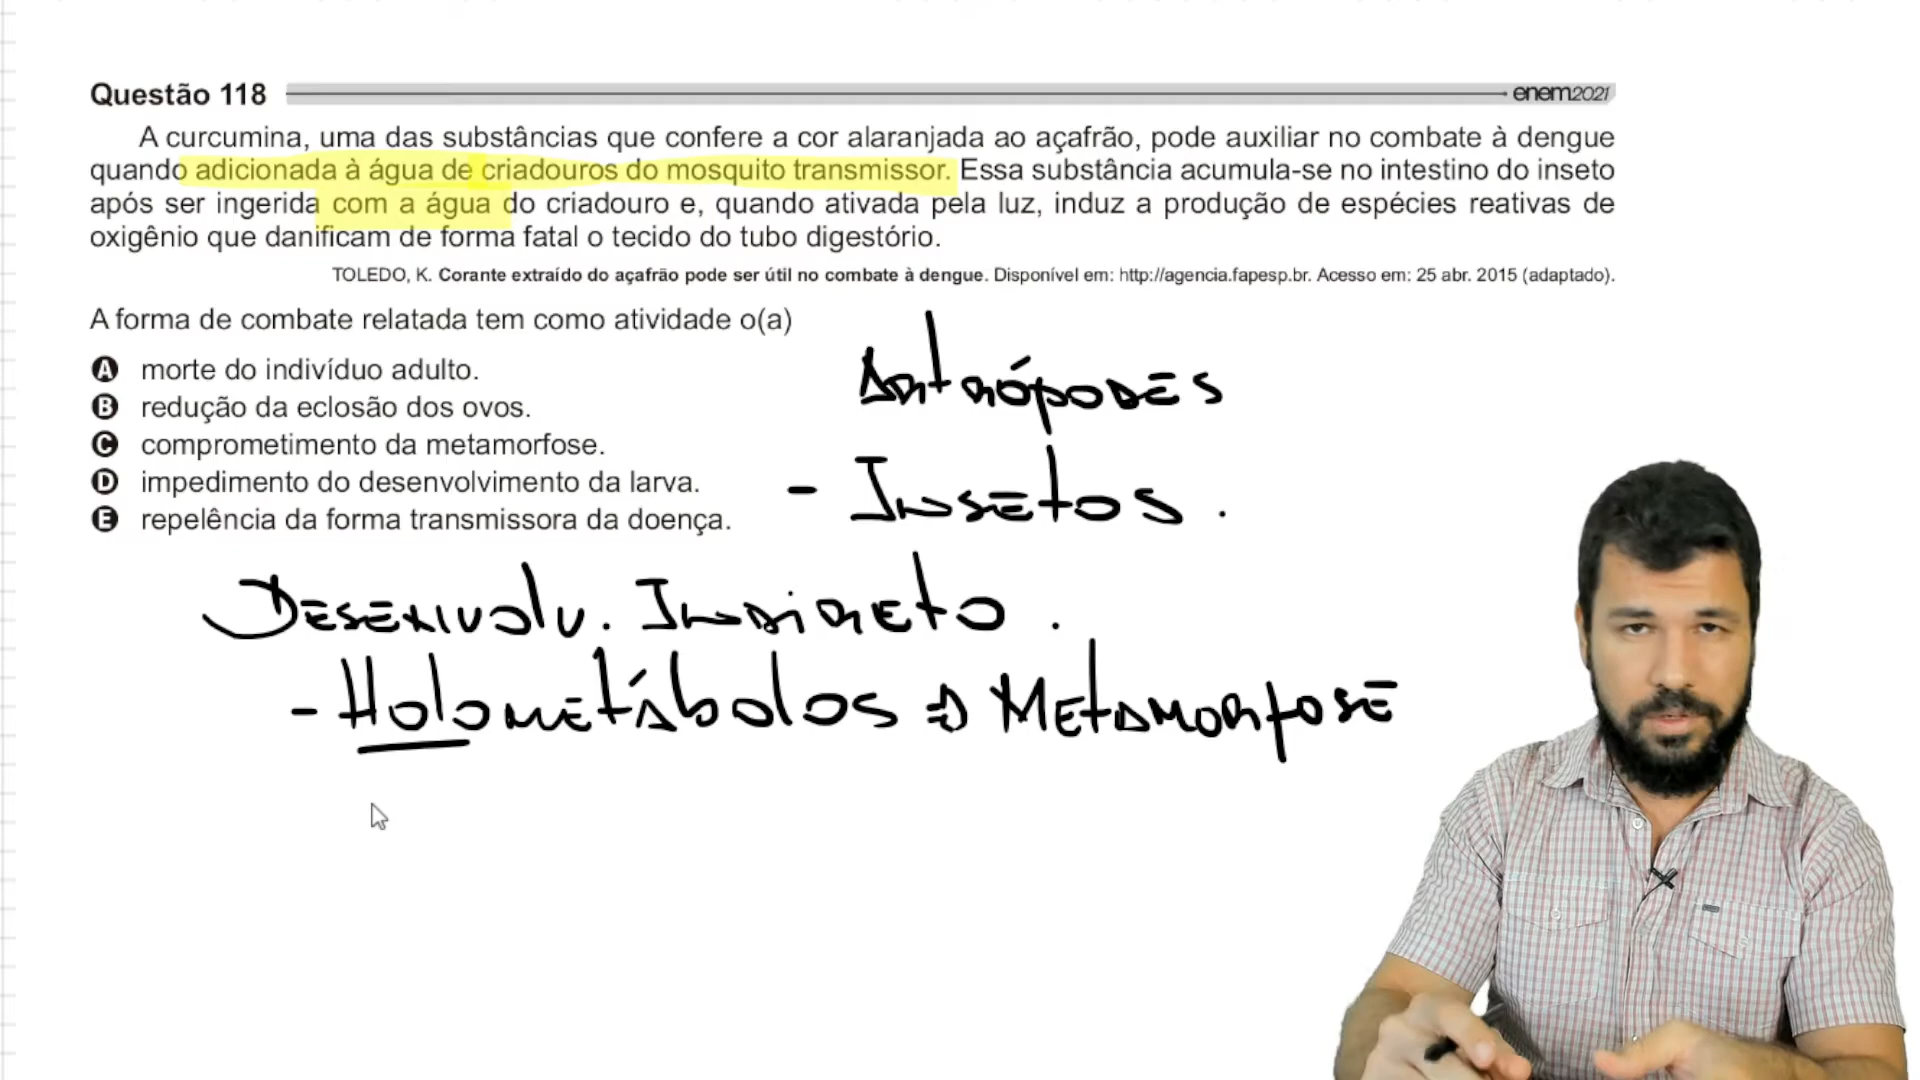 Questão 118 enem2021
A curcumina, uma das substâncias que confere a cor alaranjada ao açafrão, pode auxiliar no combate à dengue
quando adicionada à água de criadouros do mosquito transmissor. Essa substância acumula-se no intestino do inseto
após ser ingerida com a água do criadouro e, quando ativada pela luz, induz a produção de espécies reativas de
oxigênio que danificam de forma fatal o tecido do tubo digestório.
TOLEDO, K. Corante extraído do açafrão pode ser útil no combate à dengue. Disponível em: http://agencia.fapesp.br. Acesso em: 25 abr. 2015 (adaptado).
A forma de combate relatada tem como atividade o(a)
A morte do indivíduo adulto.
B redução da eclosão dos ovos.
C comprometimento da metamorfose.
D impedimento do desenvolvimento da larva.
E repelência da forma transmissora da doença.
Artrópodes
- Insetos.
Desenvolv. Indireto.
- Holometábolos ⇒ Metamorfose